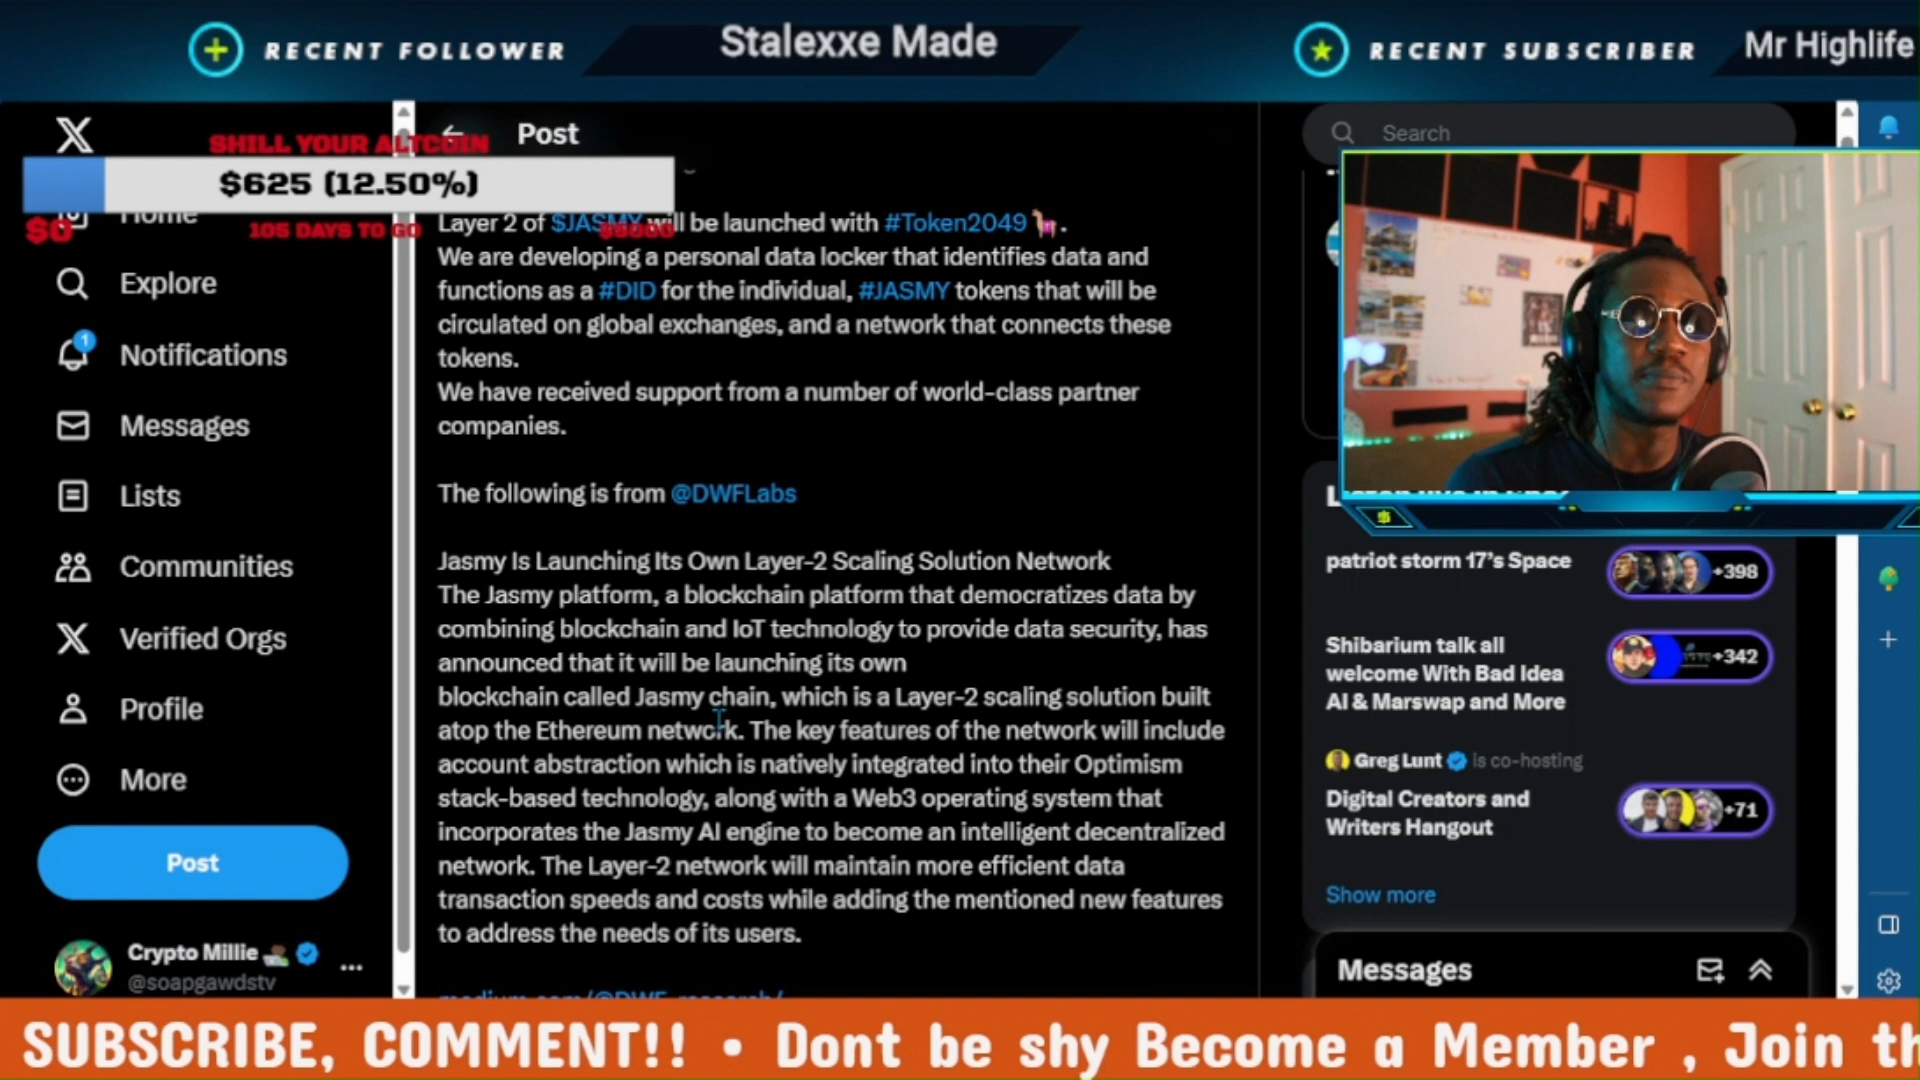 RECENT FOLLOWER
Stalexxe Made
RECENT SUBSCRIBER
Mr Highlife
X
SHILL YOUR ALTCOIN
$625 (12.50%)
$0
105 DAYS TO GO
Home
Explore
Notifications
1
Messages
Lists
Communities
Verified Orgs
Profile
More
Post
Crypto Millie
@soapgawdstv
Post
Layer 2 of $JASMY will be launched with #Token2049 .
We are developing a personal data locker that identifies data and
functions as a #DID for the individual, #JASMY tokens that will be
circulated on global exchanges, and a network that connects these
tokens.
We have received support from a number of world-class partner
companies.
The following is from @DWFLabs
Jasmy Is Launching Its Own Layer-2 Scaling Solution Network
The Jasmy platform, a blockchain platform that democratizes data by
combining blockchain and IoT technology to provide data security, has
announced that it will be launching its own
blockchain called Jasmy chain, which is a Layer-2 scaling solution built
atop the Ethereum network. The key features of the network will include
account abstraction which is natively integrated into their Optimism
stack-based technology, along with a Web3 operating system that
incorporates the Jasmy AI engine to become an intelligent decentralized
network. The Layer-2 network will maintain more efficient data
transaction speeds and costs while adding the mentioned new features
to address the needs of its users.
Search
patriot storm 17's Space
+398
Shibarium talk all
welcome With Bad Idea
AI & Marswap and More
+342
Greg Lunt is co-hosting
Digital Creators and
Writers Hangout
+71
Show more
Messages
SUBSCRIBE, COMMENT!! • Dont be shy Become a Member , Join th